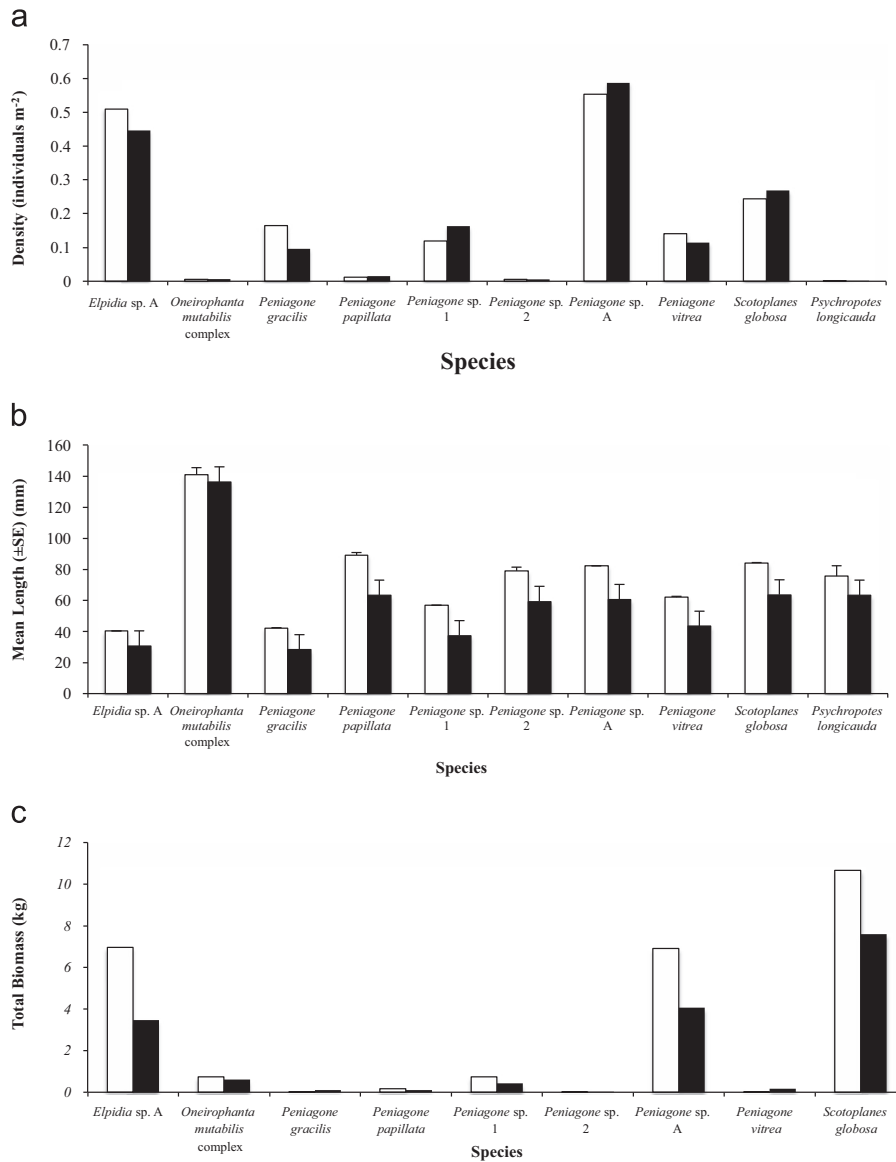 a
0.7
0.6
0.5
0.4
0.3
0.2
0.1
0
Density (individuals m⁻²)
Elpidia sp. A
Oneirophanta
mutabilis
complex
Peniagone
gracilis
Peniagone
papillata
Peniagone sp.
1
Peniagone sp.
2
Peniagone sp.
A
Peniagone
vitrea
Scotoplanes
globosa
Psychropotes
longicauda
Species
b
160
140
120
100
80
60
40
20
0
Mean Length (±SE) (mm)
Elpidia sp. A
Oneirophanta
mutabilis
complex
Peniagone
gracilis
Peniagone
papillata
Peniagone sp.
1
Peniagone sp.
2
Peniagone sp.
A
Peniagone
vitrea
Scotoplanes
globosa
Psychropotes
longicauda
Species
c
12
10
8
6
4
2
0
Total Biomass (kg)
Elpidia sp. A
Oneirophanta
mutabilis
complex
Peniagone
gracilis
Peniagone
papillata
Peniagone sp.
1
Peniagone sp.
2
Peniagone sp.
A
Peniagone
vitrea
Scotoplanes
globosa
Species